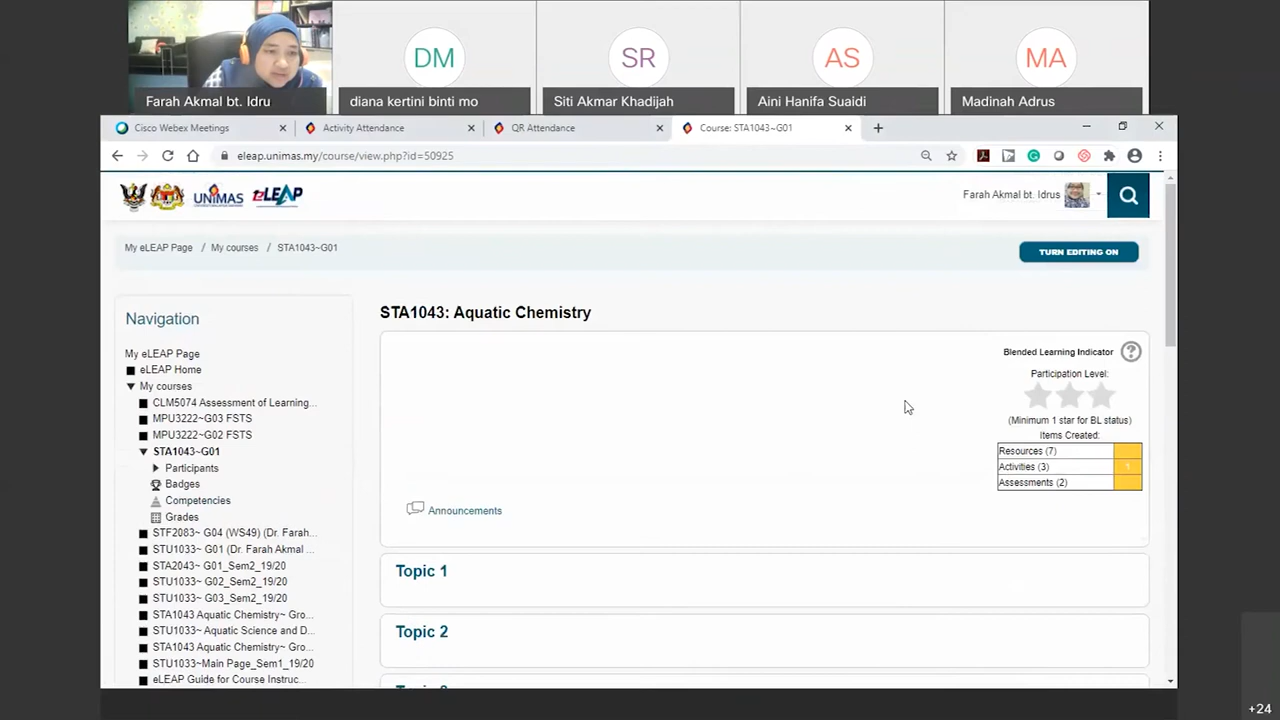 DM
SR
AS
MA
Farah Akmal bt. Idru
diana kertini binti mo
Siti Akmar Khadijah
Aini Hanifa Suaidi
Madinah Adrus
Cisco Webex Meetings
Activity Attendance
QR Attendance
Course: STA1043~G01
eleap.unimas.my/course/view.php?id=50925
UNIMAS
eLEAP
Farah Akmal bt. Idrus
My eLEAP Page / My courses / STA1043~G01
TURN EDITING ON
Navigation
My eLEAP Page
eLEAP Home
My courses
CLM5074 Assessment of Learning...
MPU3222~G03 FSTS
MPU3222~G02 FSTS
STA1043~G01
Participants
Badges
Competencies
Grades
STF2083~ G04 (WS49) (Dr. Farah...
STU1033~ G01 (Dr. Farah Akmal ...
STA2043~ G01_Sem2_19/20
STU1033~ G02_Sem2_19/20
STU1033~ G03_Sem2_19/20
STA1043 Aquatic Chemistry~ Gro...
STU1033~ Aquatic Science and D...
STA1043 Aquatic Chemistry~ Gro...
STU1033~Main Page_Sem1_19/20
eLEAP Guide for Course Instruc...
STA1043: Aquatic Chemistry
Blended Learning Indicator ?
Participation Level:
(Minimum 1 star for BL status)
Items Created:
Resources (7)
Activities (3) 1
Assessments (2)
Announcements
Topic 1
Topic 2
+24